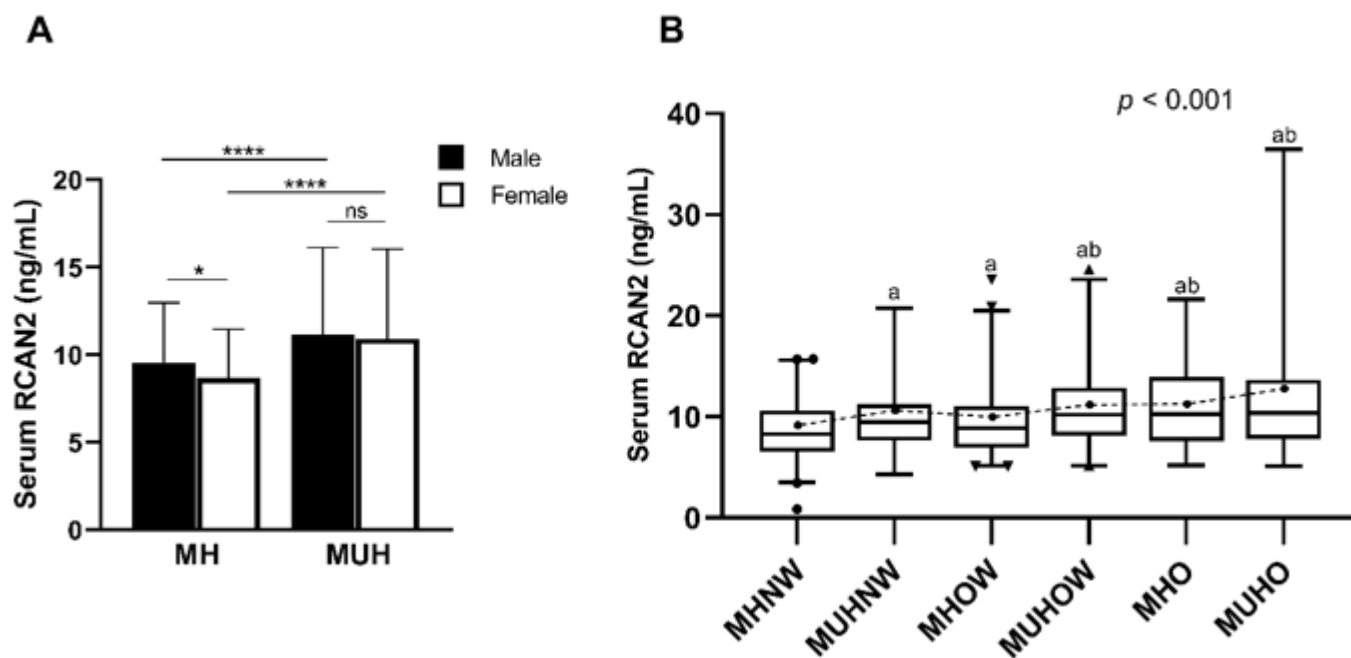 A
****
Male
****
Female
ns
*
Serum RCAN2 (ng/mL)
20
15
10
5
0
MH
MUH
B
p < 0.001
Serum RCAN2 (ng/mL)
40
30
20
10
0
a
a
ab
ab
ab
MHNW
MUHNW
MHOW
MUHOW
MHO
MUHO